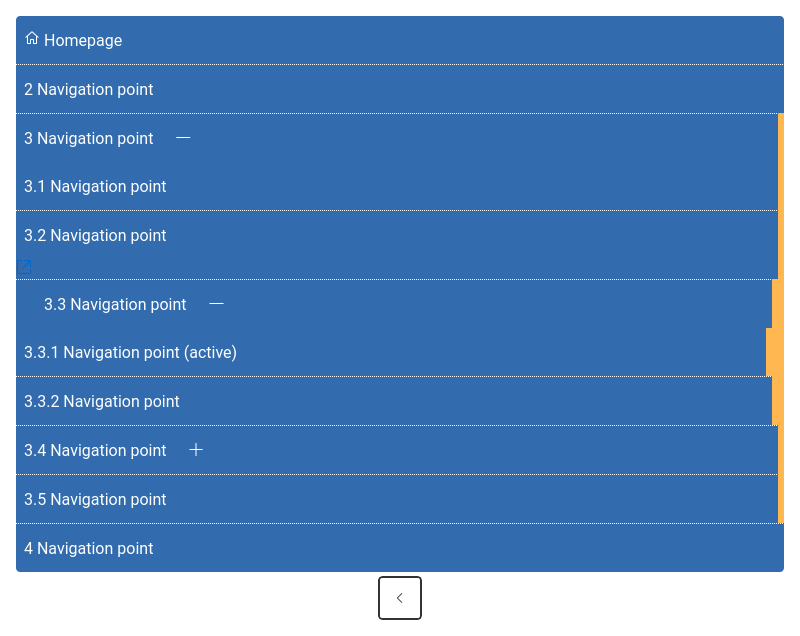 Homepage
2 Navigation point
3 Navigation point
3.1 Navigation point
3.2 Navigation point
3.3 Navigation point
3.3.1 Navigation point (active)
3.3.2 Navigation point
3.4 Navigation point
3.5 Navigation point
4 Navigation point